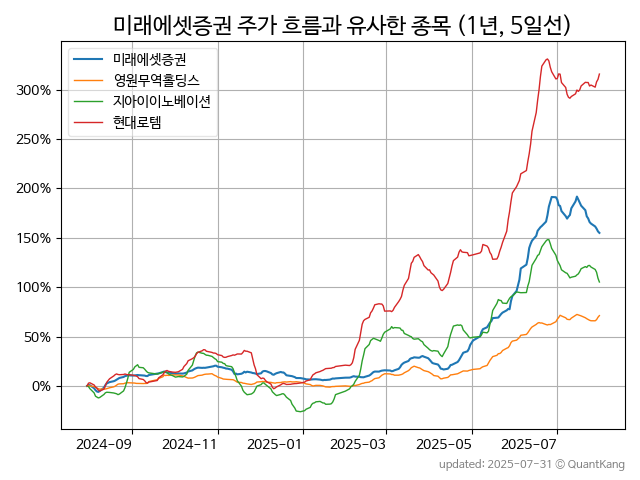 미래에셋증권 주가 흐름과 유사한 종목 (1년, 5일선)
미래에셋증권
영원무역홀딩스
지아이이노베이션
현대로템
300%
250%
200%
150%
100%
50%
0%
2024-09 2024-11 2025-01 2025-03 2025-05 2025-07
updated: 2025-07-31 © QuantKang